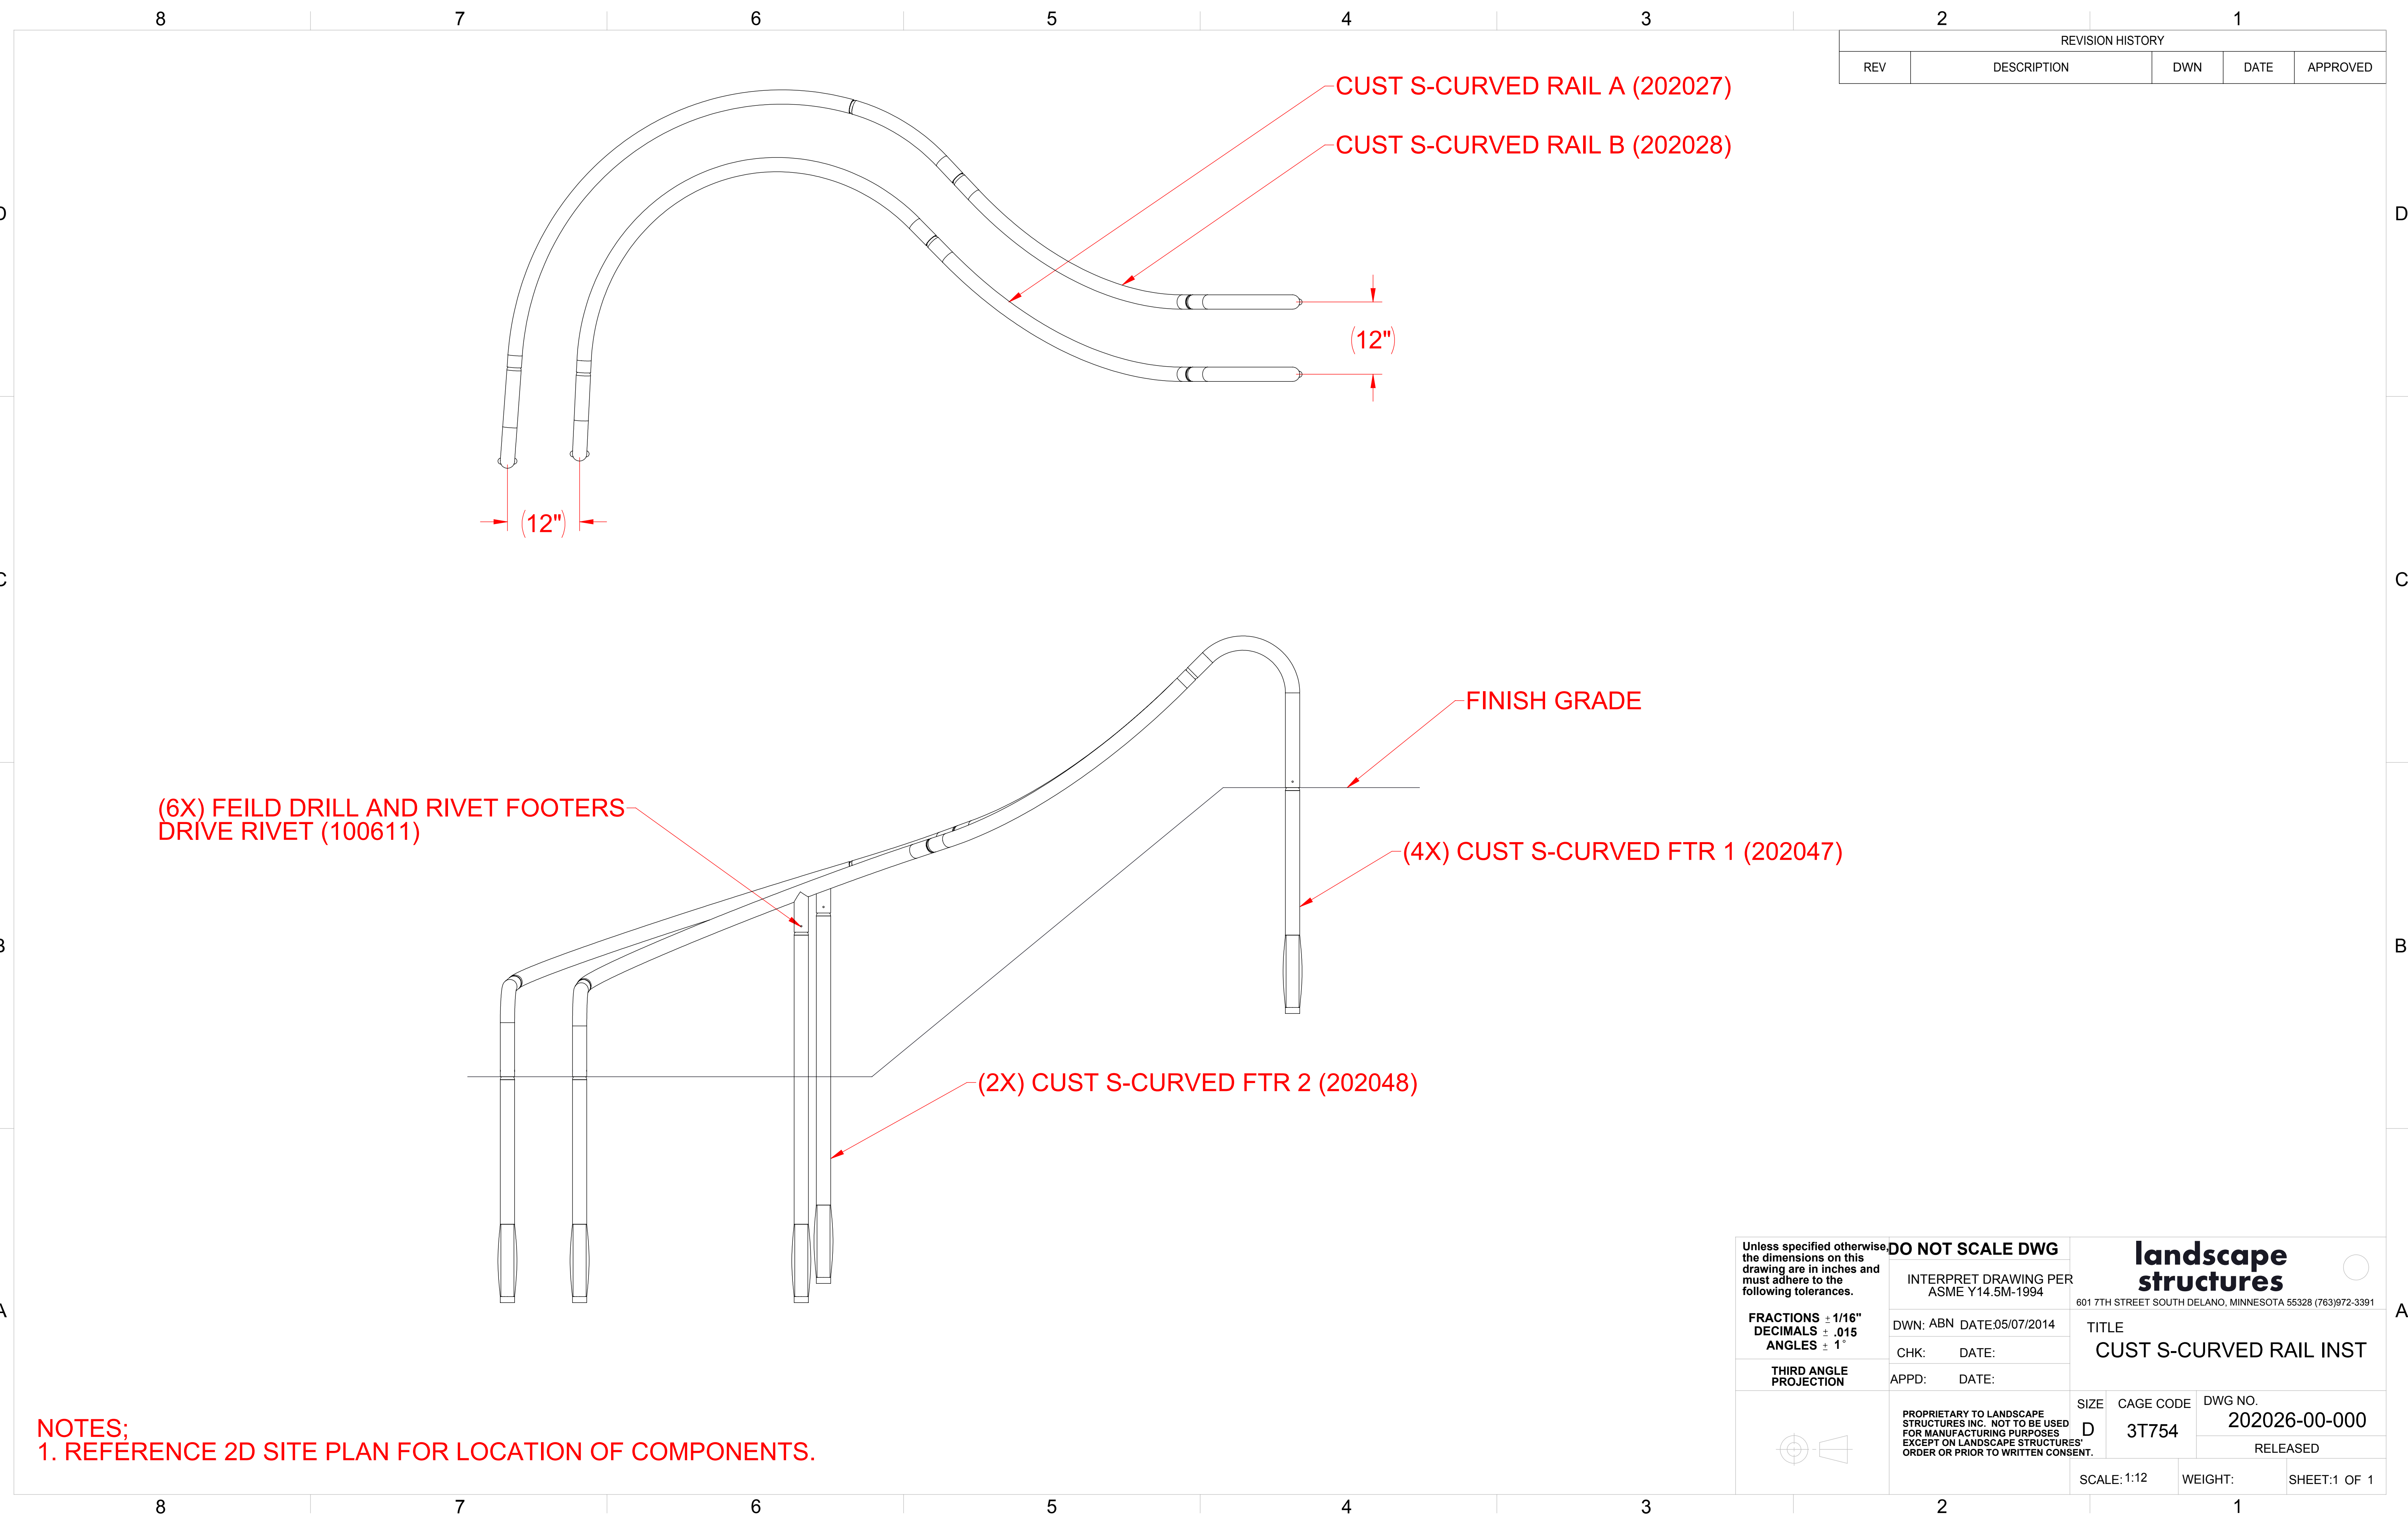 8 7 6 5 4 3 2 1
REVISION HISTORY
REV DESCRIPTION DWN DATE APPROVED
CUST S-CURVED RAIL A (202027)
CUST S-CURVED RAIL B (202028)
D D
(12")
(12")
C C
FINISH GRADE
(6X) FEILD DRILL AND RIVET FOOTERS
DRIVE RIVET (100611)
(4X) CUST S-CURVED FTR 1 (202047)
B B
(2X) CUST S-CURVED FTR 2 (202048)
A A
Unless specified otherwise,
the dimensions on this
drawing are in inches and
must adhere to the
following tolerances.
FRACTIONS ± 1/16"
DECIMALS ± .015
ANGLES ± 1°
THIRD ANGLE
PROJECTION
DO NOT SCALE DWG
INTERPRET DRAWING PER
ASME Y14.5M-1994
DWN: ABN DATE:05/07/2014
CHK: DATE:
APPD: DATE:
PROPRIETARY TO LANDSCAPE
STRUCTURES INC. NOT TO BE USED
FOR MANUFACTURING PURPOSES
EXCEPT ON LANDSCAPE STRUCTURES'
ORDER OR PRIOR TO WRITTEN CONSENT.
landscape
structures
601 7TH STREET SOUTH DELANO, MINNESOTA 55328 (763)972-3391
TITLE
CUST S-CURVED RAIL INST
SIZE CAGE CODE DWG NO.
D 3T754 202026-00-000
RELEASED
SCALE: 1:12 WEIGHT: SHEET:1 OF 1
NOTES;
1. REFERENCE 2D SITE PLAN FOR LOCATION OF COMPONENTS.
8 7 6 5 4 3 2 1